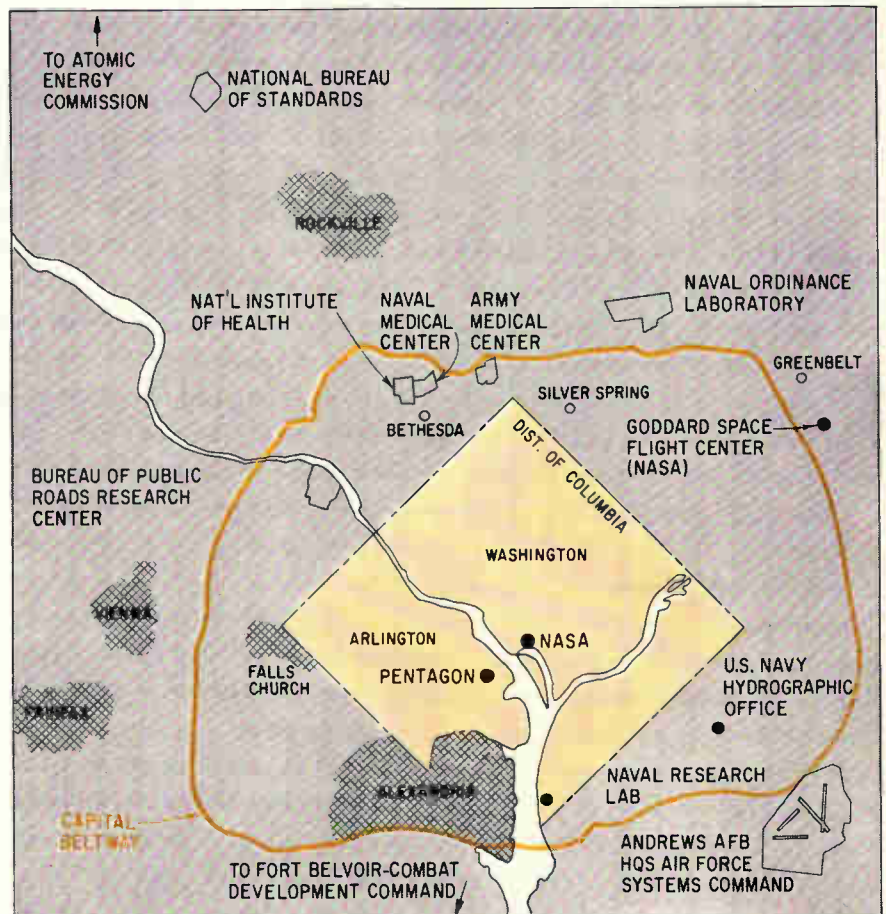 TO ATOMIC
ENERGY
COMMISSION
NATIONAL BUREAU
OF STANDARDS
ROCKVILLE
NAT'L INSTITUTE
OF HEALTH
NAVAL
MEDICAL
CENTER
ARMY
MEDICAL
CENTER
NAVAL ORDINANCE
LABORATORY
GREENBELT
SILVER SPRING
BETHESDA
GODDARD SPACE
FLIGHT CENTER
(NASA)
DIST. OF COLUMBIA
BUREAU OF PUBLIC
ROADS RESEARCH
CENTER
WASHINGTON
VIENNA
ARLINGTON
NASA
FALLS
CHURCH
PENTAGON
U.S. NAVY
HYDROGRAPHIC
OFFICE
FAIRFAX
ALEXANDRIA
NAVAL RESEARCH
LAB
CAPITAL
BELTWAY
ANDREWS AFB
HQS AIR FORCE
SYSTEMS COMMAND
TO FORT BELVOIR-COMBAT
DEVELOPMENT COMMAND